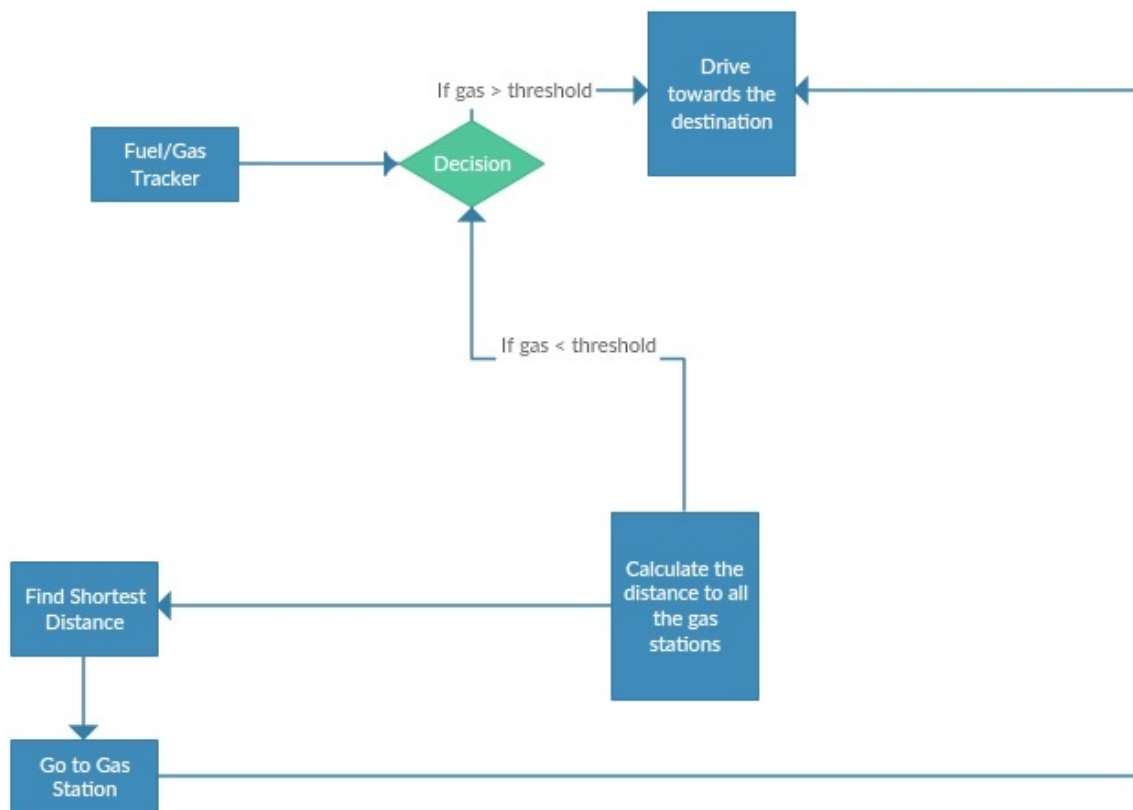 If gas > threshold
Drive
towards the
destination
Fuel/Gas
Tracker
Decision
If gas < threshold
Calculate the
distance to all
the gas
stations
Find Shortest
Distance
Go to Gas
Station